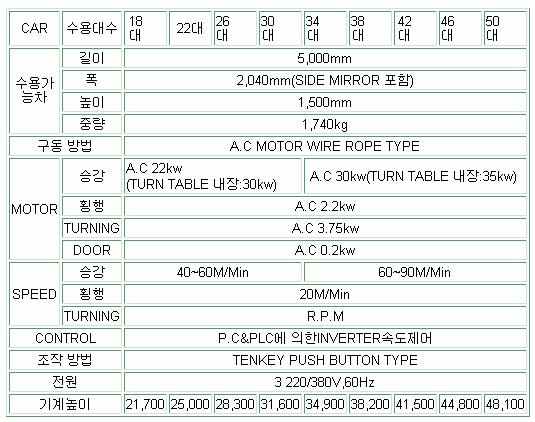 CAR 수용대수 18대 22대 26대 30대 34대 38대 42대 46대 50대
수용가능차 길이 5,000mm
폭 2,040mm(SIDE MIRROR 포함)
높이 1,500mm
중량 1,740kg
구동 방법 A.C MOTOR WIRE ROPE TYPE
MOTOR 승강 A.C 22kw (TURN TABLE 내장:30kw) A.C 30kw(TURN TABLE 내장:35kw)
횡행 A.C 2.2kw
TURNING A.C 3.75kw
DOOR A.C 0.2kw
SPEED 승강 40~60M/Min 60~90M/Min
횡행 20M/Min
TURNING R.P.M
CONTROL P.C&PLC에 의한INVERTER속도제어
조작 방법 TENKEY PUSH BUTTON TYPE
전원 3 220/380V,60Hz
기계높이 21,700 25,000 28,300 31,600 34,900 38,200 41,500 44,800 48,100